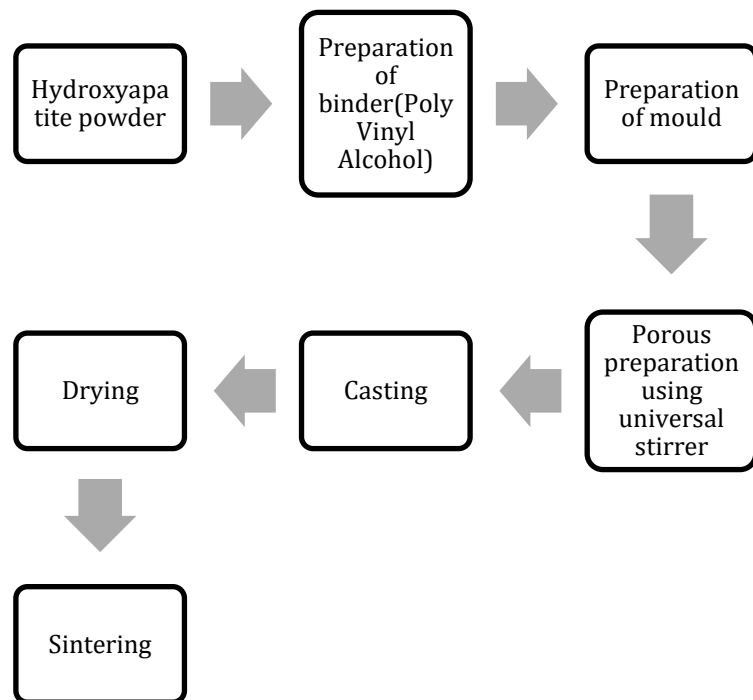 Hydroxyapa
tite powder
Preparation
of
binder(Poly
Vinyl
Alcohol)
Preparation
of mould
Porous
preparation
using
universal
stirrer
Casting
Drying
Sintering